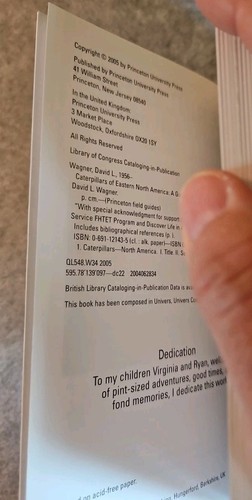 Copyright © 2005 by Princeton University Press
Published by Princeton University Press
41 William Street
Princeton, New Jersey 08540
In the United Kingdom:
Princeton University Press
3 Market Place
Woodstock, Oxfordshire OX20 1SY
All Rights Reserved
Library of Congress Cataloging-in-Publication
Wagner, David L., 1956-
Caterpillars of Eastern North America: A G
David L. Wagner.
p. cm.—(Princeton field guides)
"With special acknowledgment for support
Service FHTET Program and Discover Life in
Includes bibliographical references (p. ).
ISBN: 0-691-12143-5 (cl.: alk. paper)—ISBN
1. Caterpillars—North America. I. Title. II. S
QL548.W34 2005
595.78'139'097—dc22 2004062834
British Library Cataloging-in-Publication Data is avai
This book has been composed in Univers, Univers Co
Dedication
To my children Virginia and Ryan, we
of pint-sized adventures, good times,
fond memories, I dedicate this work
on acid-free paper.
Hungerford, Berkshire, UK